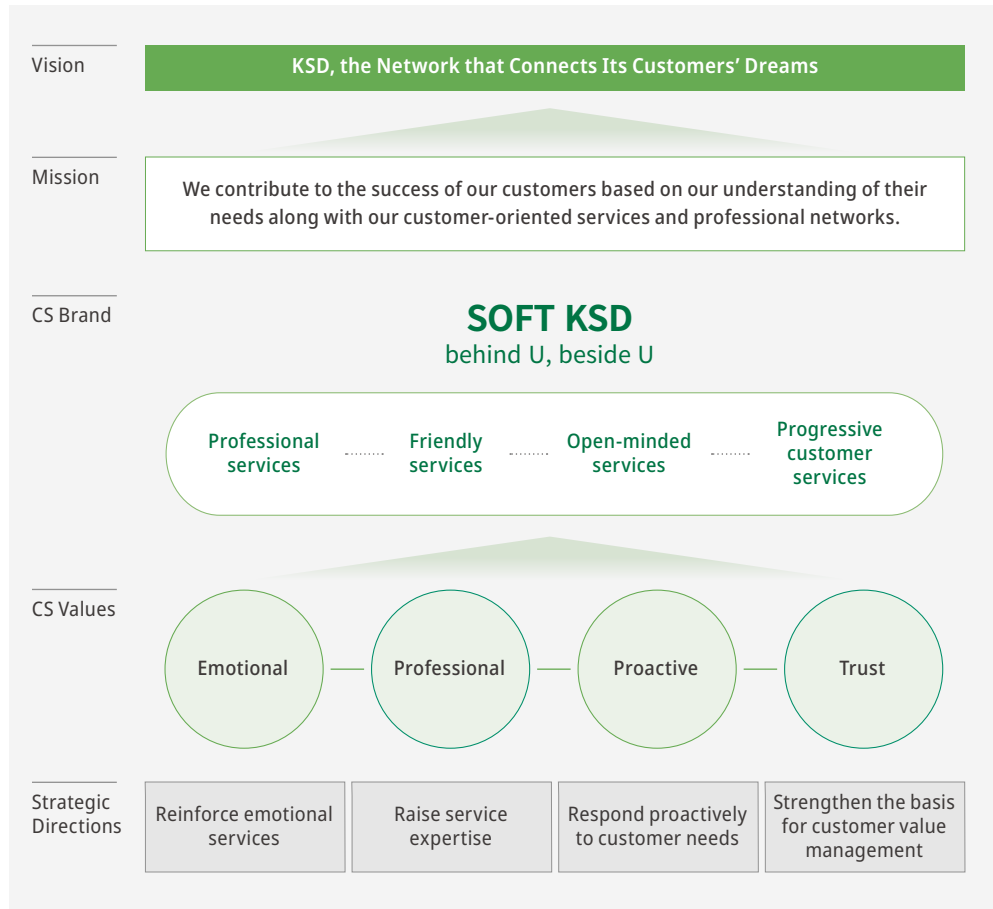 Vision
KSD, the Network that Connects Its Customers’ Dreams
Mission
We contribute to the success of our customers based on our understanding of their
needs along with our customer-oriented services and professional networks.
CS Brand
SOFT KSD
behind U, beside U
Professional
services
Friendly
services
Open-minded
services
Progressive
customer
services
CS Values
Emotional
Professional
Proactive
Trust
Strategic
Directions
Reinforce emotional
services
Raise service
expertise
Respond proactively
to customer needs
Strengthen the basis
for customer value
management